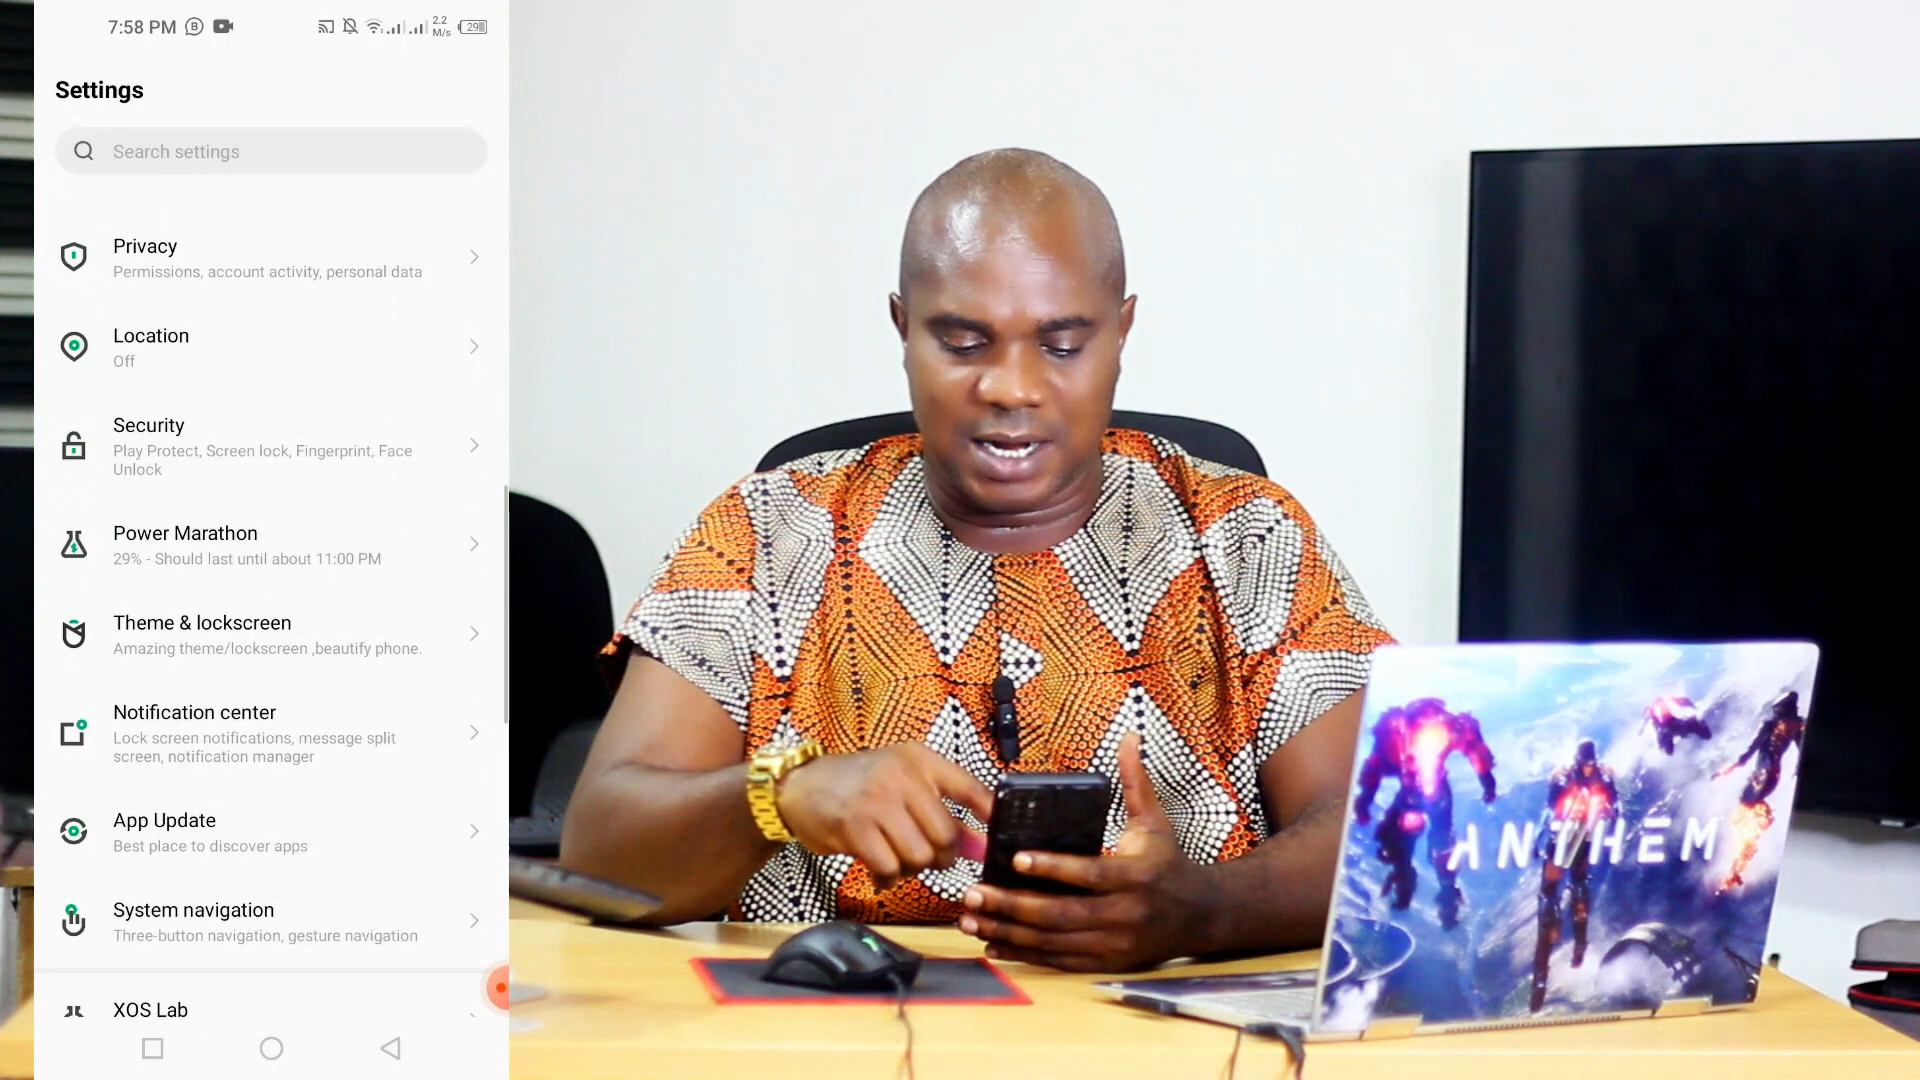 7:58 PM
2.2
M/s
29
Settings
Search settings
Privacy
Permissions, account activity, personal data
Location
Off
Security
Play Protect, Screen lock, Fingerprint, Face
Unlock
Power Marathon
29% - Should last until about 11:00 PM
Theme & lockscreen
Amazing theme/lockscreen ,beautify phone.
Notification center
Lock screen notifications, message split
screen, notification manager
App Update
Best place to discover apps
System navigation
Three-button navigation, gesture navigation
XOS Lab
ANTHEM